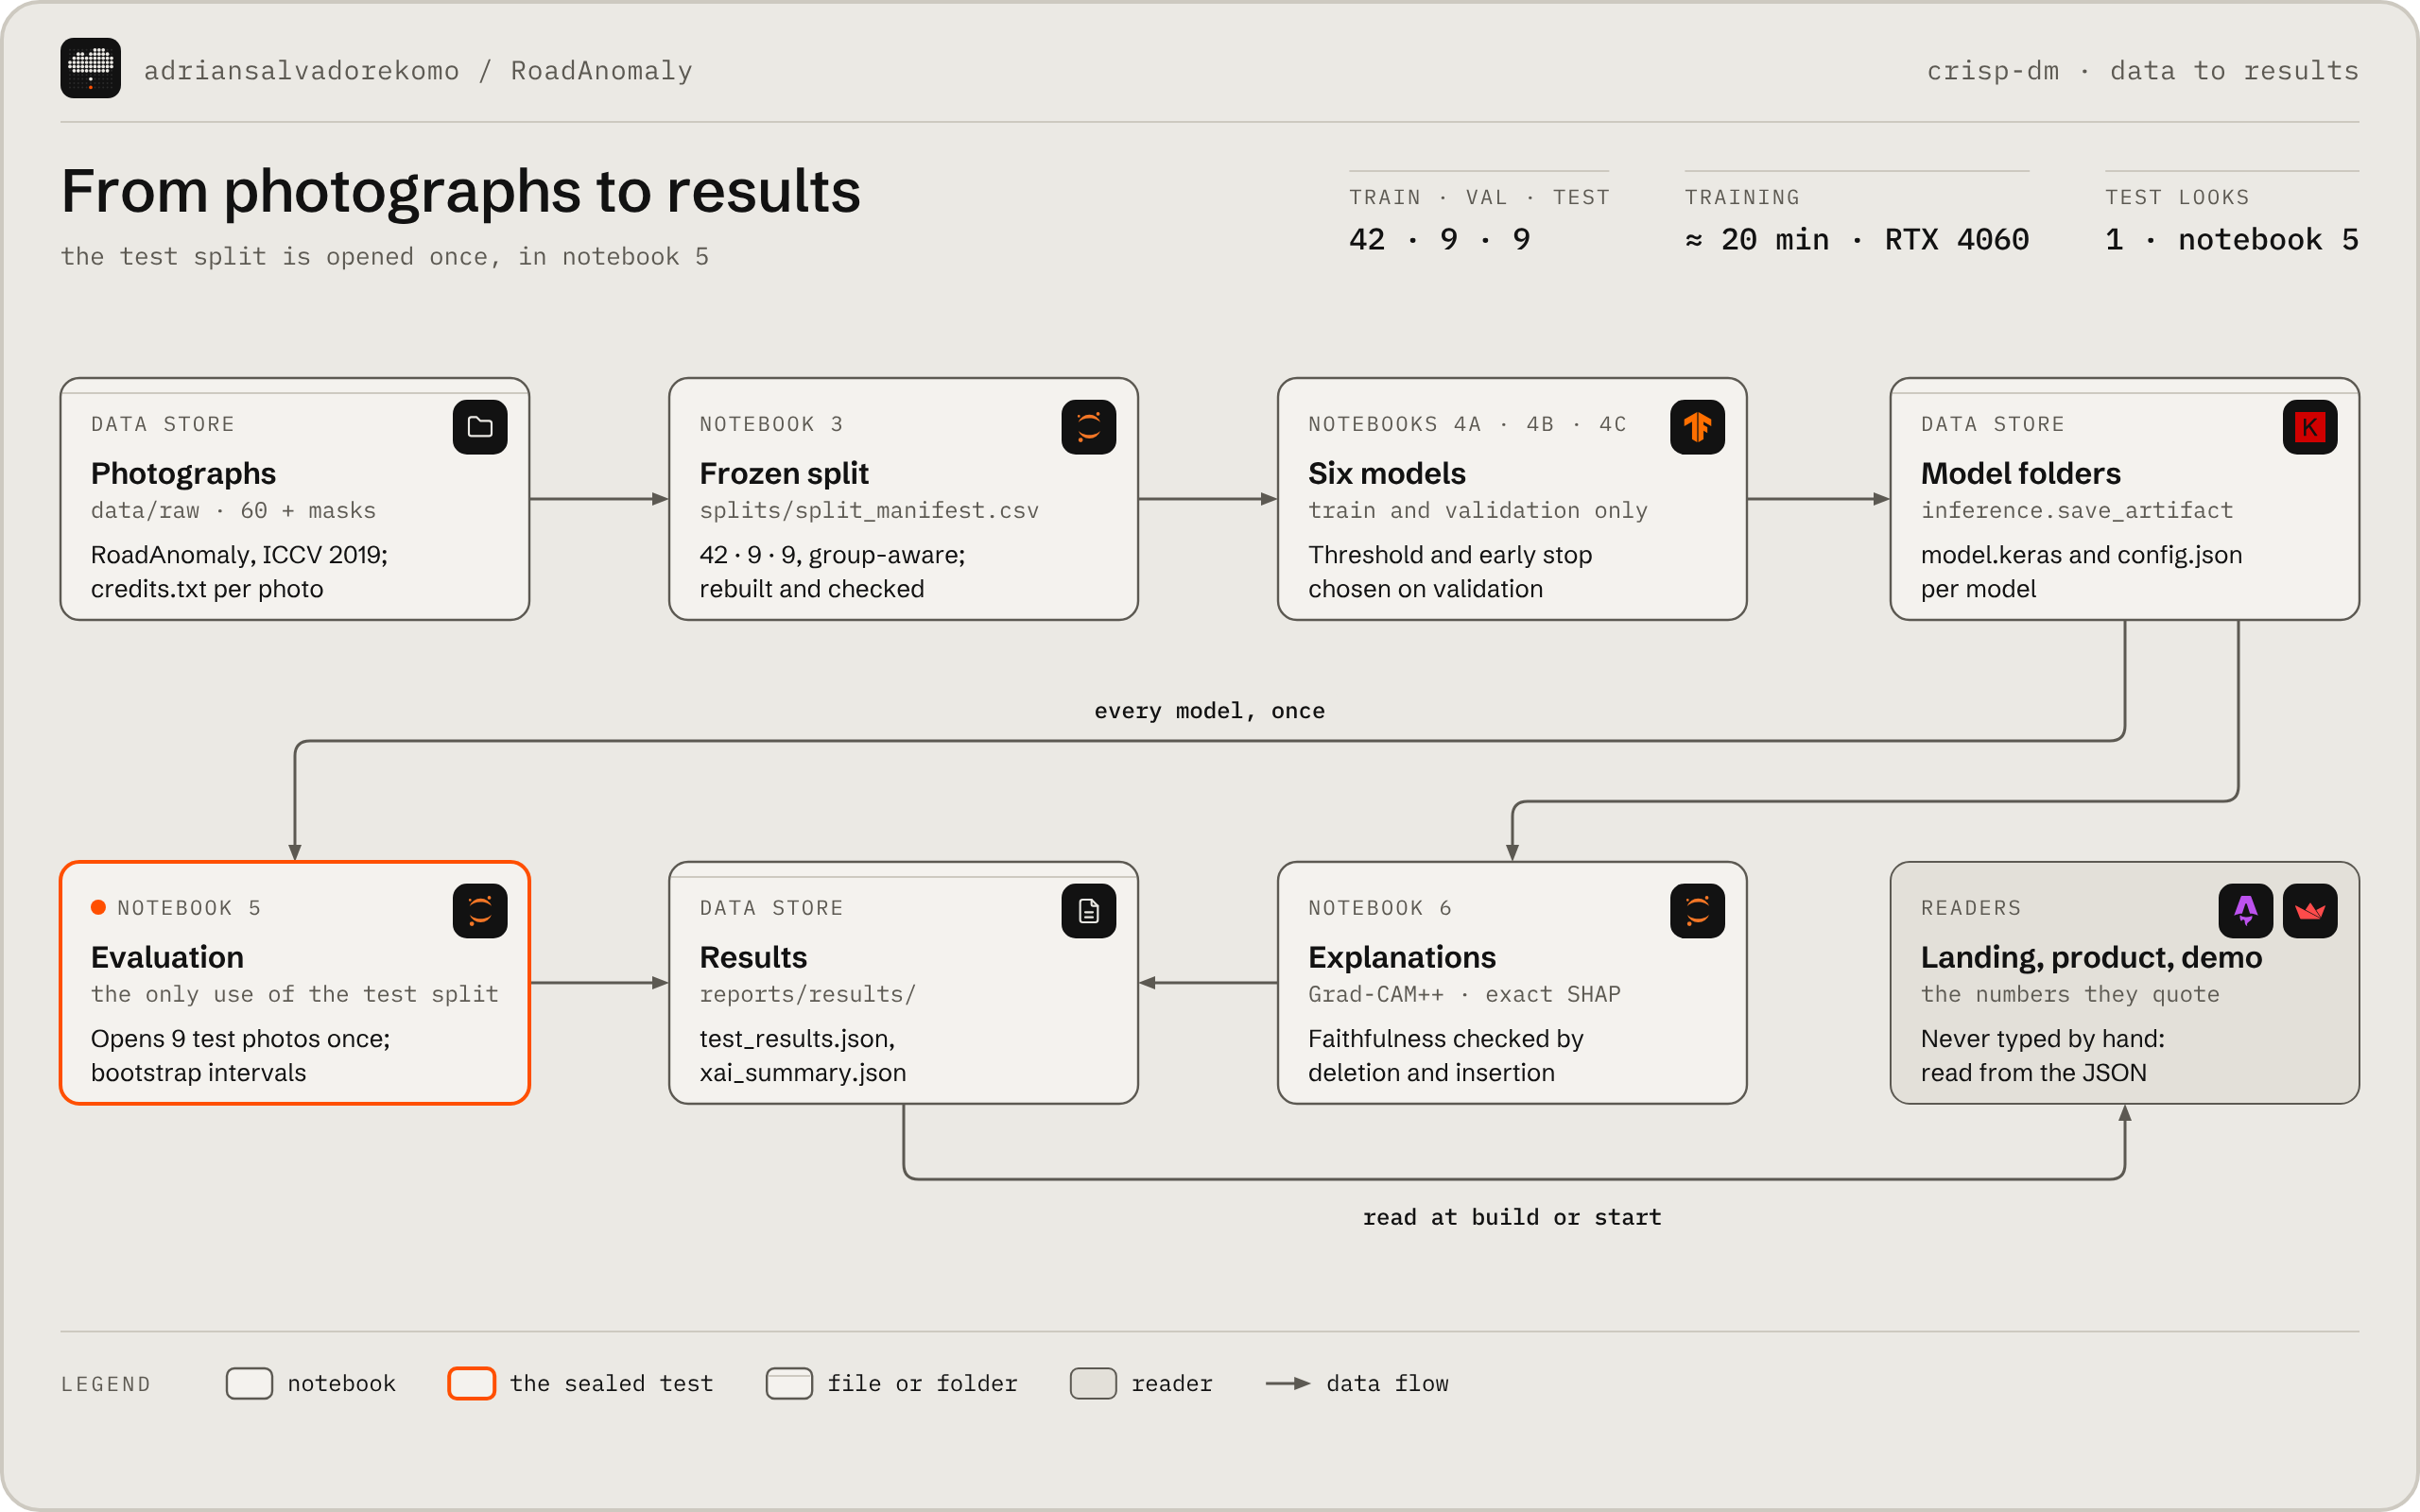 adriansalvadorekomo / RoadAnomaly
crisp-dm · data to results
From photographs to results
the test split is opened once, in notebook 5
TRAIN · VAL · TEST
42 · 9 · 9
TRAINING
≈ 20 min · RTX 4060
TEST LOOKS
1 · notebook 5
DATA STORE
Photographs
data/raw · 60 + masks
RoadAnomaly, ICCV 2019;
credits.txt per photo
NOTEBOOK 3
Frozen split
splits/split_manifest.csv
42 · 9 · 9, group-aware;
rebuilt and checked
NOTEBOOKS 4A · 4B · 4C
Six models
train and validation only
Threshold and early stop
chosen on validation
DATA STORE
K
Model folders
inference.save_artifact
model.keras and config.json
per model
every model, once
NOTEBOOK 5
Evaluation
the only use of the test split
Opens 9 test photos once;
bootstrap intervals
DATA STORE
Results
reports/results/
test_results.json,
xai_summary.json
NOTEBOOK 6
Explanations
Grad-CAM++ · exact SHAP
Faithfulness checked by
deletion and insertion
READERS
Landing, product, demo
the numbers they quote
Never typed by hand:
read from the JSON
read at build or start
LEGEND
notebook
the sealed test
file or folder
reader
data flow